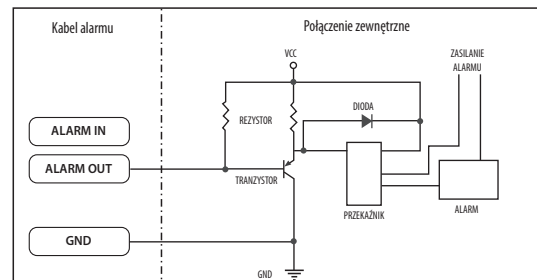 Kabel alarmu
Połączenie zewnętrzne
VCC
ZASILANIE
ALARMU
REZYSTOR
DIODA
ALARM IN
ALARM OUT
TRANZYSTOR
PRZEKAŹNIK
ALARM
GND
GND